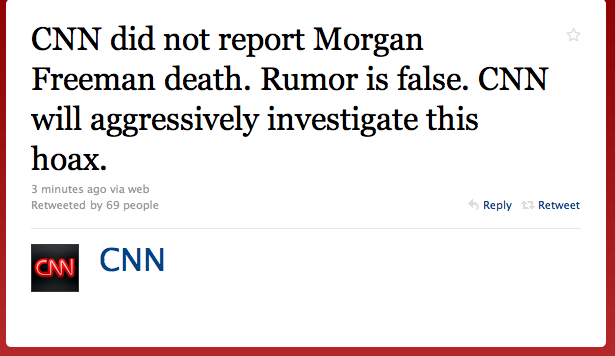 CNN did not report Morgan
Freeman death. Rumor is false. CNN
will aggressively investigate this
hoax.
3 minutes ago via web
Retweeted by 69 people
Reply Retweet
CNN
CNN